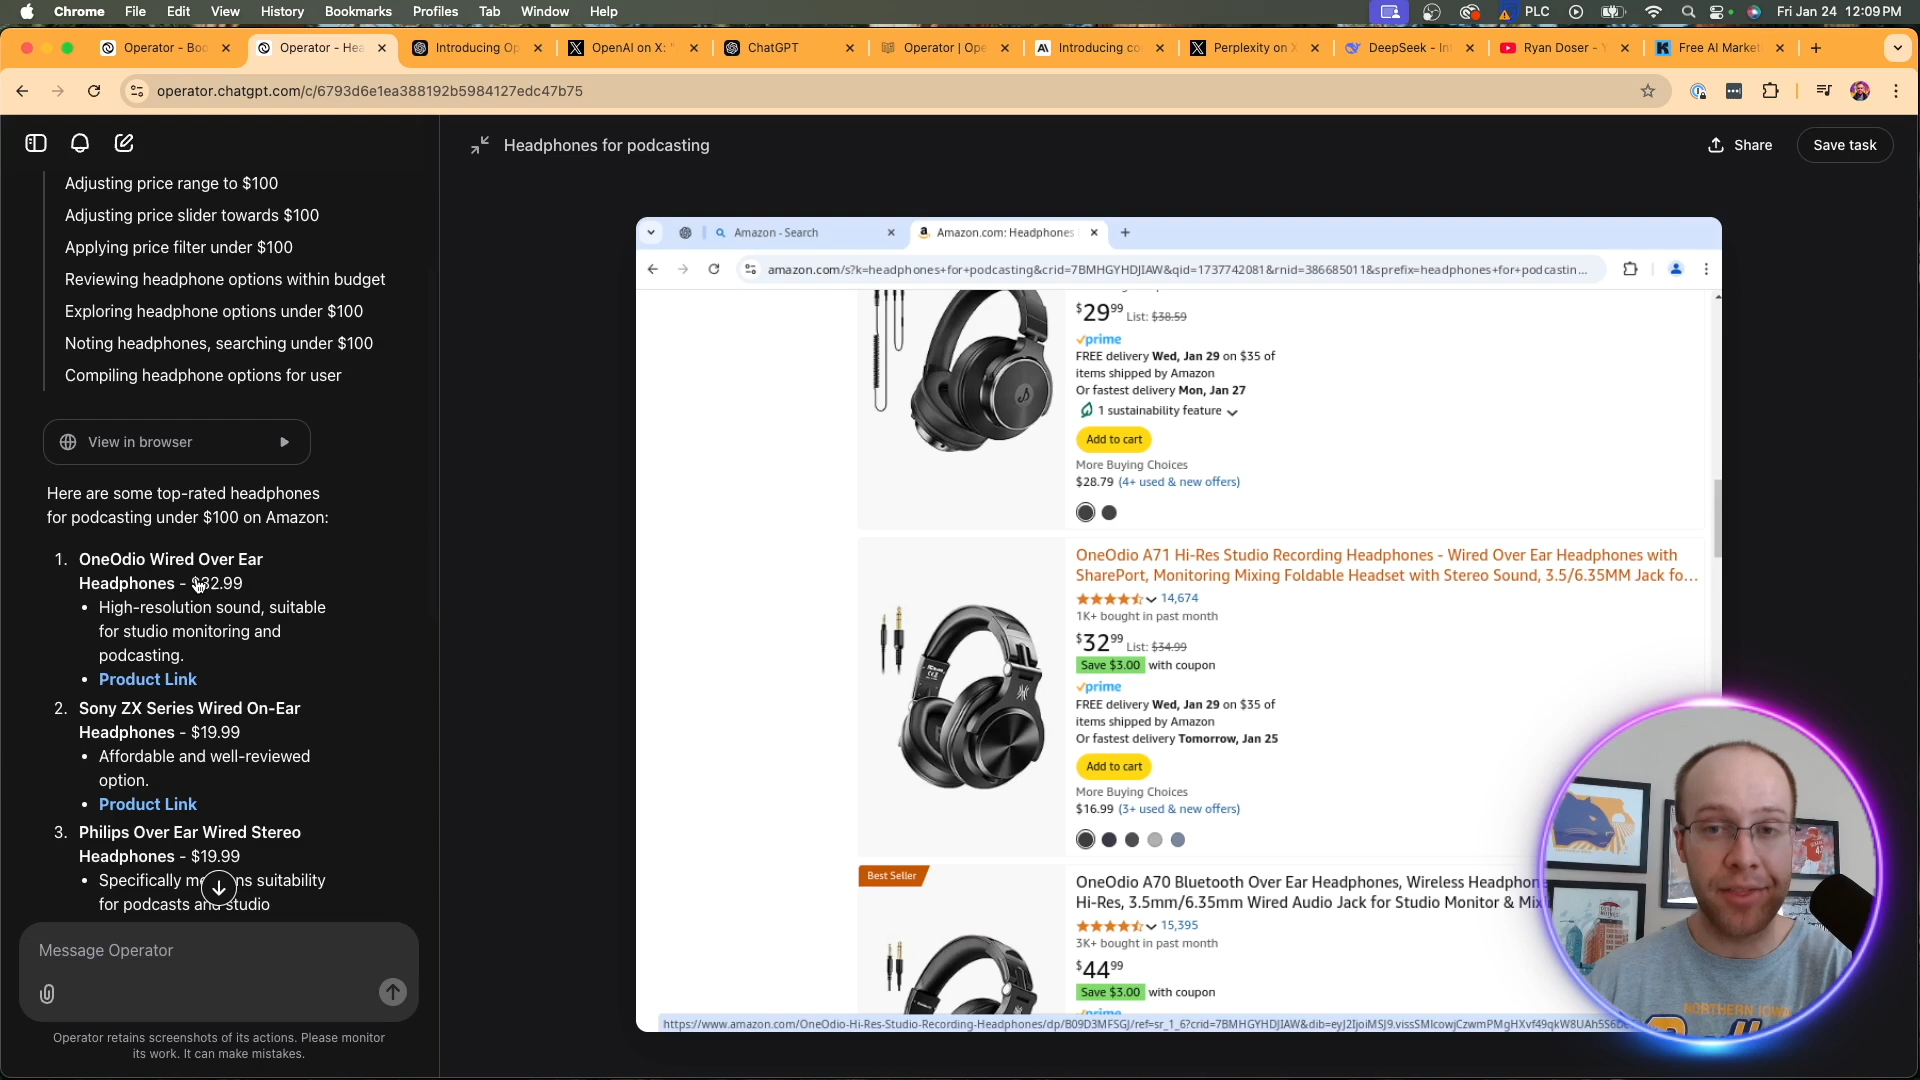 Chrome File Edit View History Bookmarks Profiles Tab Window Help
PLC Fri Jan 24 12:09 PM
Operator - Boo
Operator - Hea
Introducing Op
OpenAI on X: "
ChatGPT
Operator | Ope
Introducing co
Perplexity on X
DeepSeek - In
Ryan Doser - Y
Free AI Market
operator.chatgpt.com/c/6793d6e1ea388192b5984127edc47b75
Headphones for podcasting
Share
Save task
Adjusting price range to $100
Adjusting price slider towards $100
Applying price filter under $100
Reviewing headphone options within budget
Exploring headphone options under $100
Noting headphones, searching under $100
Compiling headphone options for user
View in browser
Here are some top-rated headphones
for podcasting under $100 on Amazon:
1. OneOdio Wired Over Ear
Headphones - $32.99
• High-resolution sound, suitable
for studio monitoring and
podcasting.
• Product Link
2. Sony ZX Series Wired On-Ear
Headphones - $19.99
• Affordable and well-reviewed
option.
• Product Link
3. Philips Over Ear Wired Stereo
Headphones - $19.99
• Specifically suitability
for podcasts and studio
Message Operator
Operator retains screenshots of its actions. Please monitor
its work. It can make mistakes.
Amazon - Search
Amazon.com: Headphones
amazon.com/s?k=headphones+for+podcasting&crid=7BMHGYHDJIAW&qid=1737742081&rnid=386685011&sprefix=headphones+for+podcastin...
$29 99 List: $38.59
prime
FREE delivery Wed, Jan 29 on $35 of
items shipped by Amazon
Or fastest delivery Mon, Jan 27
1 sustainability feature
Add to cart
More Buying Choices
$28.79 (4+ used & new offers)
OneOdio A71 Hi-Res Studio Recording Headphones - Wired Over Ear Headphones with
SharePort, Monitoring Mixing Foldable Headset with Stereo Sound, 3.5/6.35MM Jack fo...
14,674
1K+ bought in past month
$32 99 List: $34.99
Save $3.00 with coupon
prime
FREE delivery Wed, Jan 29 on $35 of
items shipped by Amazon
Or fastest delivery Tomorrow, Jan 25
Add to cart
More Buying Choices
$16.99 (3+ used & new offers)
Best Seller
OneOdio A70 Bluetooth Over Ear Headphones, Wireless Headphon
Hi-Res, 3.5mm/6.35mm Wired Audio Jack for Studio Monitor & Mix
15,395
3K+ bought in past month
$44 99
Save $3.00 with coupon
NORTHERN IOWA